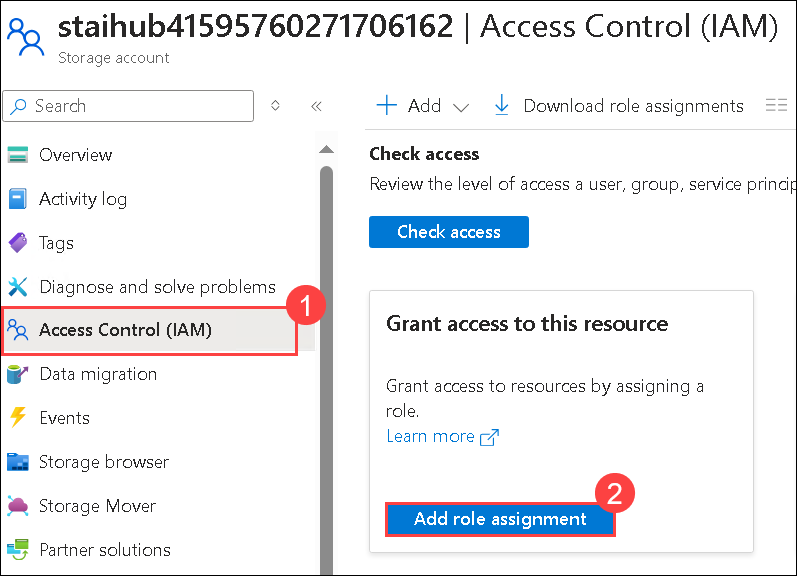 staihub41595760271706162 | Access Control (IAM)
Storage account
Search
Add
Download role assignments
Overview
Activity log
Tags
Diagnose and solve problems
1
Access Control (IAM)
Data migration
Events
Storage browser
Storage Mover
Partner solutions
Check access
Review the level of access a user, group, service princip
Check access
Grant access to this resource
Grant access to resources by assigning a
role.
Learn more
2
Add role assignment